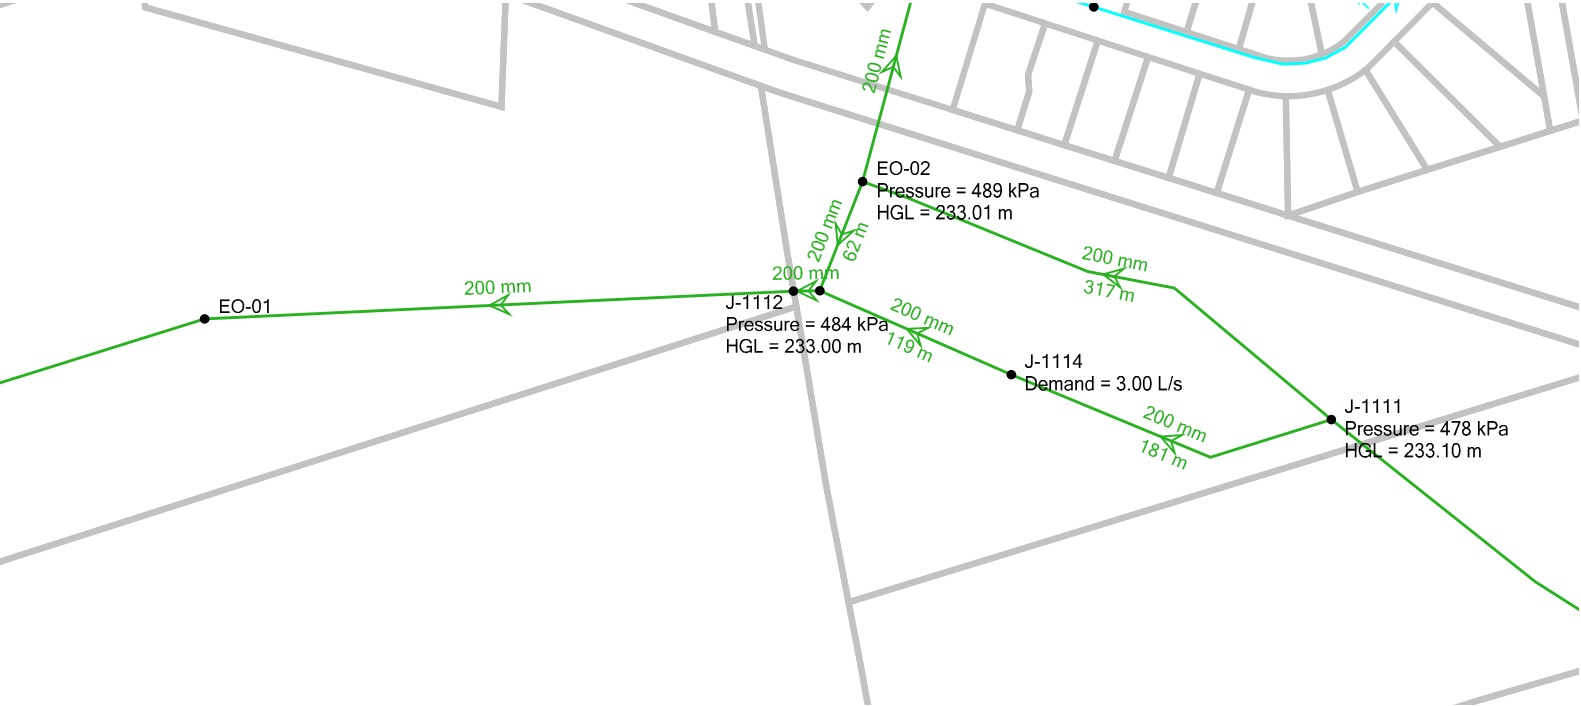 200 mm
EO-02
Pressure = 489 kPa
HGL = 233.01 m
200 mm
62 m
200 mm
317 m
200 mm
200 mm
EO-01
J-1112
Pressure = 484 kPa
HGL = 233.00 m
200 mm
119 m
J-1114
Demand = 3.00 L/s
200 mm
181 m
J-1111
Pressure = 478 kPa
HGL = 233.10 m